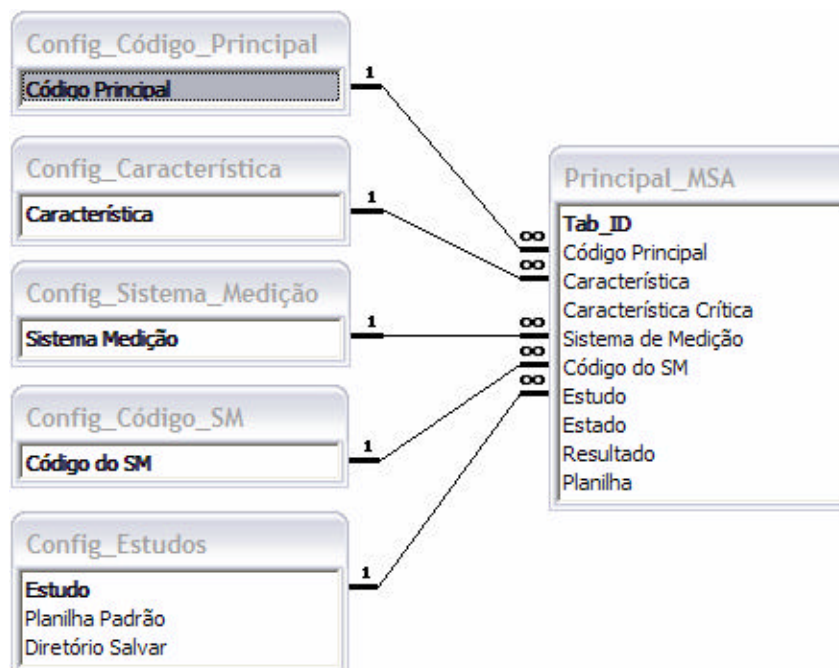 Config_Código_Principal
Código Principal
1
Config_Característica
Característica
1
Config_Sistema_Medição
Sistema Medição
1
Config_Código_SM
Código do SM
1
Config_Estudos
Estudo
Planilha Padrão
Diretório Salvar
1
Principal_MSA
Tab_ID
∞ Código Principal
∞ Característica
Característica Crítica
∞ Sistema de Medição
∞ Código do SM
∞ Estudo
Estado
Resultado
Planilha